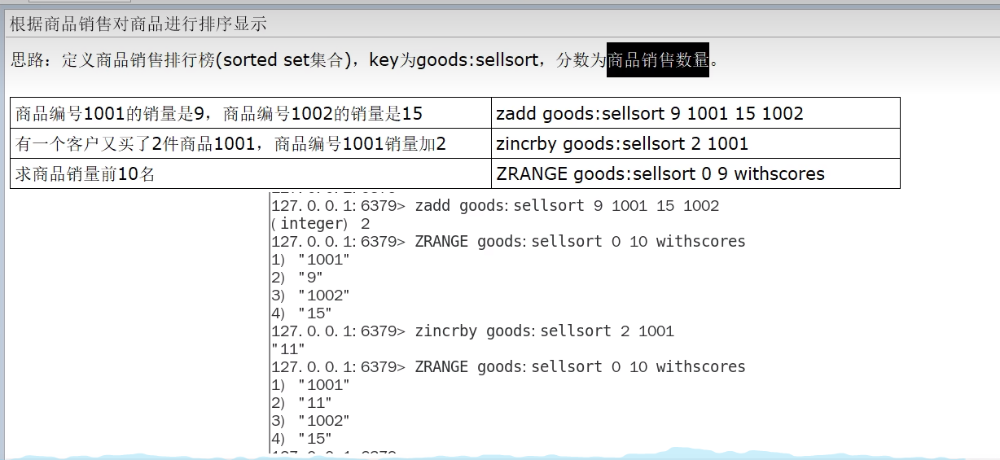 根据商品销售对商品进行排序显示
思路：定义商品销售排行榜(sorted set集合)，key为goods:sellsort，分数为商品销售数量。
商品编号1001的销量是9，商品编号1002的销量是15
zadd goods:sellsort 9 1001 15 1002
有一个客户又买了2件商品1001，商品编号1001销量加2
zincrby goods:sellsort 2 1001
求商品销量前10名
ZRANGE goods:sellsort 0 9 withscores
127.0.0.1:6379> zadd goods:sellsort 9 1001 15 1002
(integer) 2
127.0.0.1:6379> ZRANGE goods:sellsort 0 10 withscores
1) "1001"
2) "9"
3) "1002"
4) "15"
127.0.0.1:6379> zincrby goods:sellsort 2 1001
"11"
127.0.0.1:6379> ZRANGE goods:sellsort 0 10 withscores
1) "1001"
2) "11"
3) "1002"
4) "15"